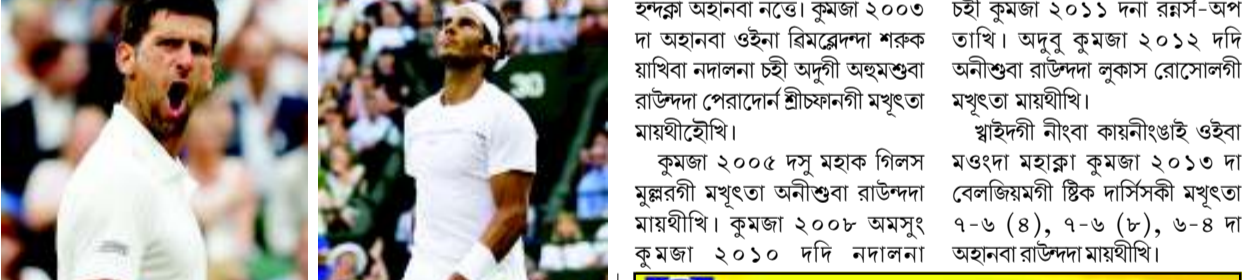 হন্দক্লা অহানবা নত্তে। কুমজা ২০০৩
দা অহানবা ওইনা ৱিমব্লেদন্দা শরুক
য়াখিবা নদালনা চহী অদুগী অহুমশুবা
রাউন্দদা পেরাদোর্ন শ্রীচফানগী মখূৎতা
মায়থীহৌখি।
কুমজা ২০০৫ দসু মহাক গিলস
মুল্লরগী মখূৎতা অনীশুবা রাউন্দদা
মায়থীখি। কুমজা ২০০৮ অমসুং
কুমজা ২০১০ দদি নদালনা
চহী কুমজা ২০১১ দনা রন্নর্স-অপ
তাখি। অদুবু কুমজা ২০১২ দদি
অনীশুবা রাউন্দদা লুকাস রোসোলগী
মখূৎতা মায়থীখি।
খ্বাইদগী নীংবা কায়নীংঙাই ওইবা
মওংদা মহাক্লা কুমজা ২০১৩ দা
বেলজিয়মগী ষ্টিক দার্সিসকী মখূৎতা
৭-৬ (৪), ৭-৬ (৮), ৬-৪ দা
অহানবা রাউন্দদা মায়থীখি।